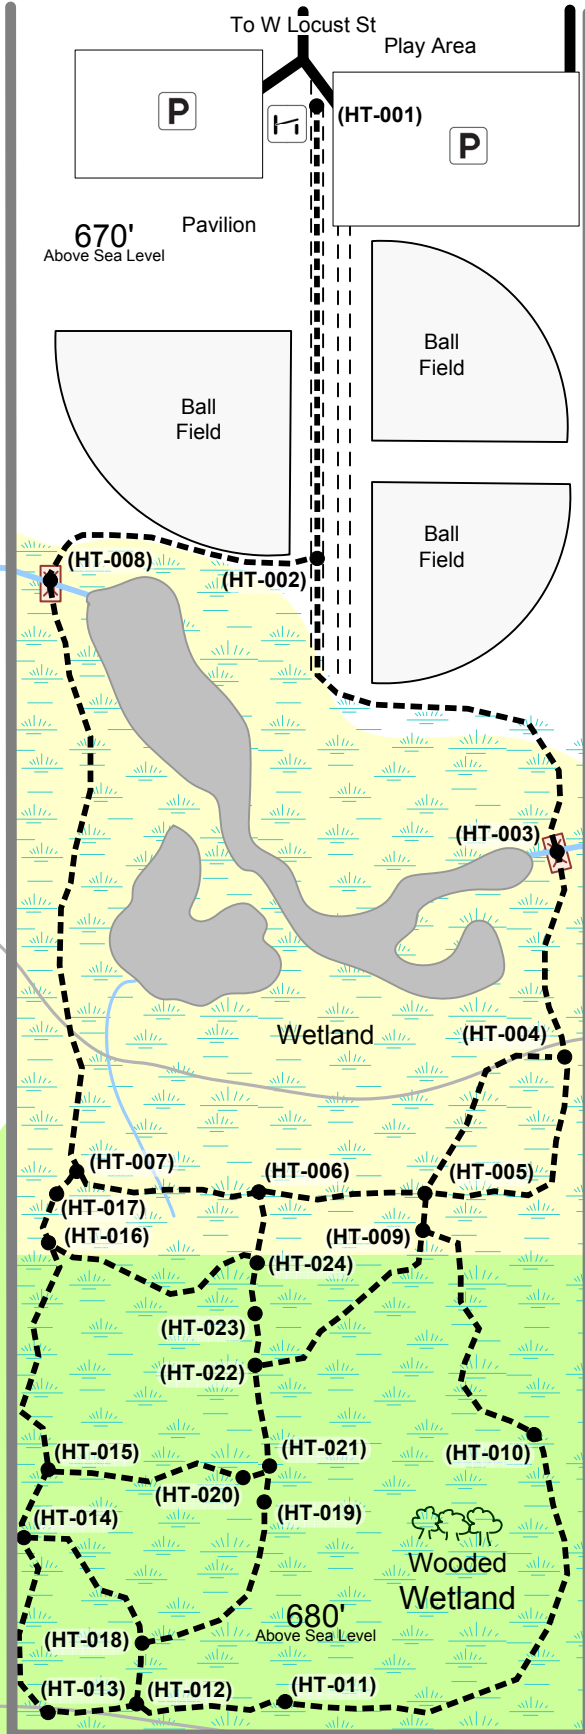 To W Locust St
Play Area
P
(HT-001)
P
Pavilion
670'
Above Sea Level
Ball
Field
Ball
Field
Ball
Field
(HT-008)
(HT-002)
(HT-003)
Wetland
(HT-004)
(HT-007)
(HT-006)
(HT-005)
(HT-017)
(HT-016)
(HT-009)
(HT-024)
(HT-023)
(HT-022)
(HT-015)
(HT-021)
(HT-010)
(HT-020)
(HT-019)
(HT-014)
Wooded
Wetland
680'
Above Sea Level
(HT-018)
(HT-013)
(HT-012)
(HT-011)